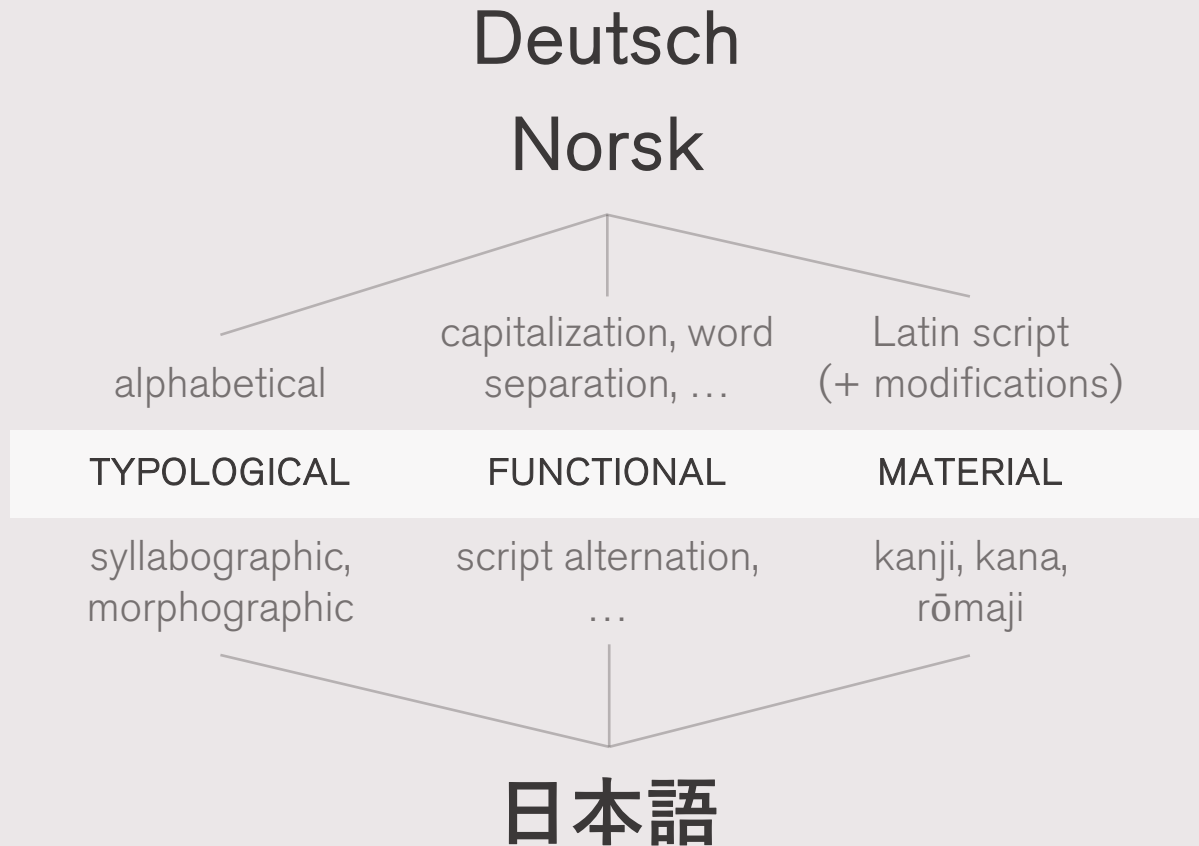 Deutsch
Norsk
capitalization, word
Latin script
alphabetical
separation, …
(+ modifications)
TYPOLOGICAL
FUNCTIONAL
MATERIAL
syllabographic,
script alternation,
kanji, kana,
morphographic
…
rōmaji
日本語